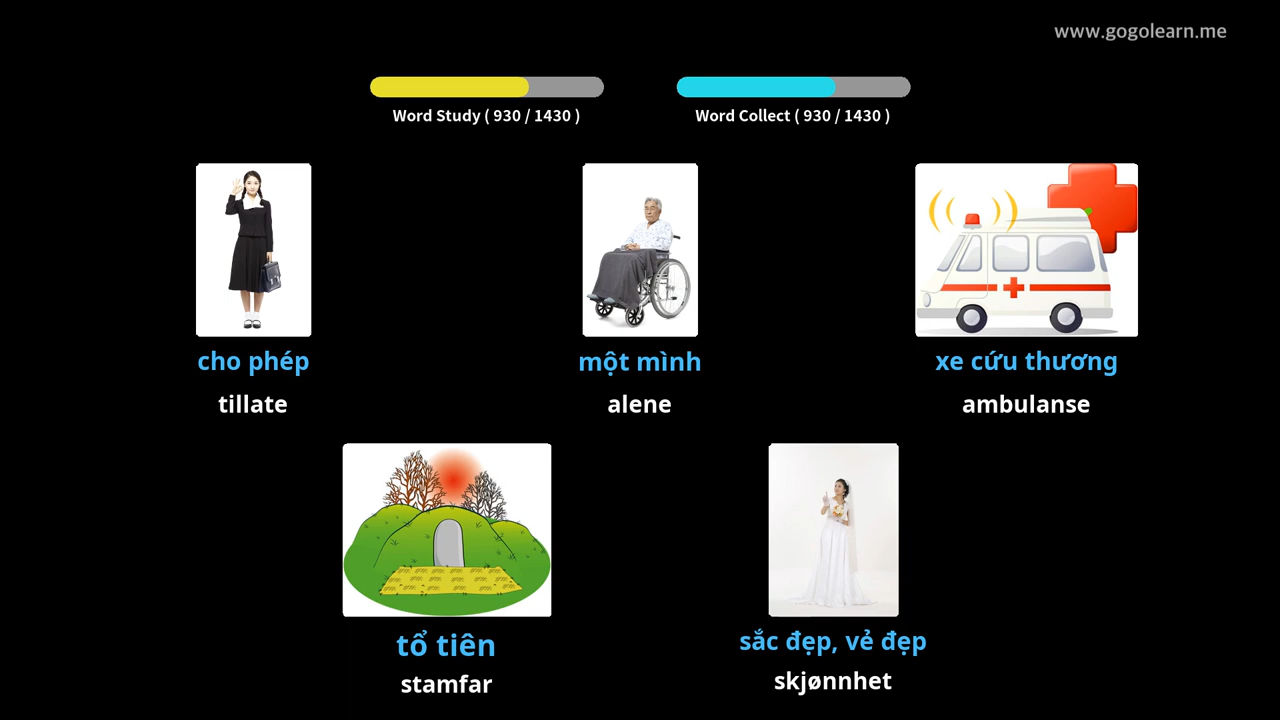 www.gogolearn.me
Word Study ( 930 / 1430 )
Word Collect ( 930 / 1430 )
cho phép
một mình
xe cứu thương
tillate
alene
ambulanse
tổ tiên
sắc đẹp, vẻ đẹp
stamfar
skjønnhet